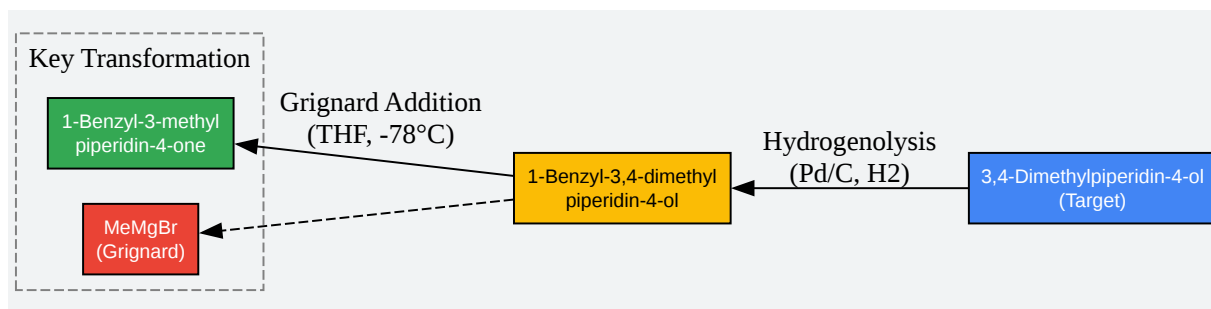 Key Transformation
1-Benzyl-3-methyl
piperidin-4-one
MeMgBr
(Grignard)
Grignard Addition
(THF, -78°C)
1-Benzyl-3,4-dimethyl
piperidin-4-ol
Hydrogenolysis
(Pd/C, H2)
3,4-Dimethylpiperidin-4-ol
(Target)